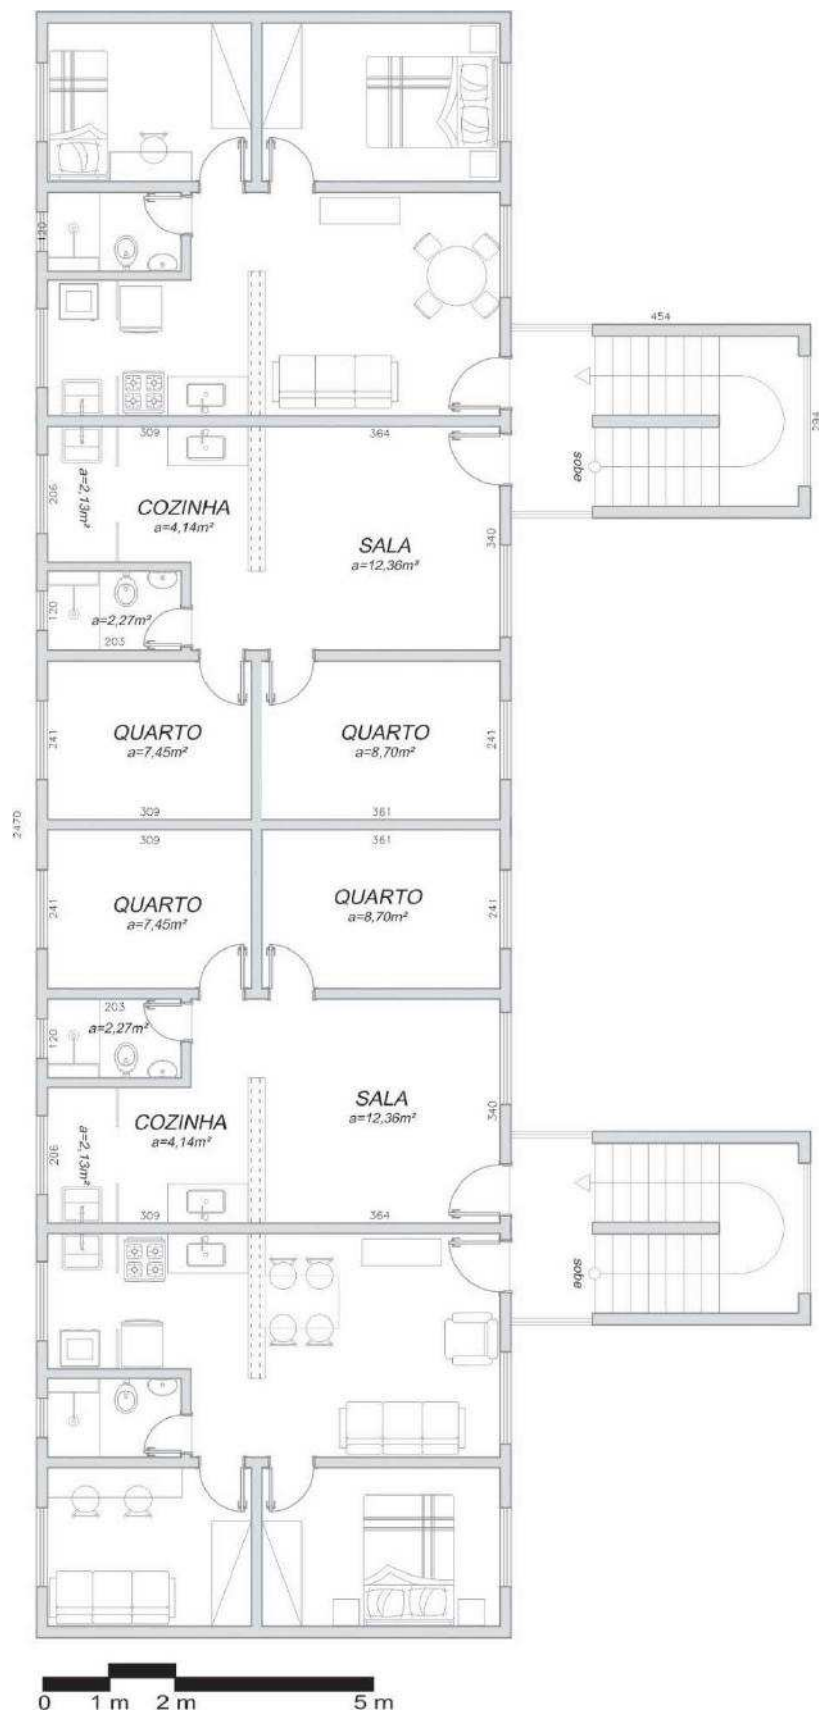 120
454
294
309
364
sobe
206
a=2,13m²
COZINHA
a=4,14m²
SALA
a=12,36m²
340
120
a=2,27m²
203
QUARTO
a=7,45m²
241
QUARTO
a=8,70m²
241
309
361
2470
309
361
QUARTO
a=7,45m²
241
QUARTO
a=8,70m²
241
203
a=2,27m²
120
SALA
a=12,36m²
340
COZINHA
a=4,14m²
206
a=2,13m²
309
364
sobe
0 1 m 2 m 5 m